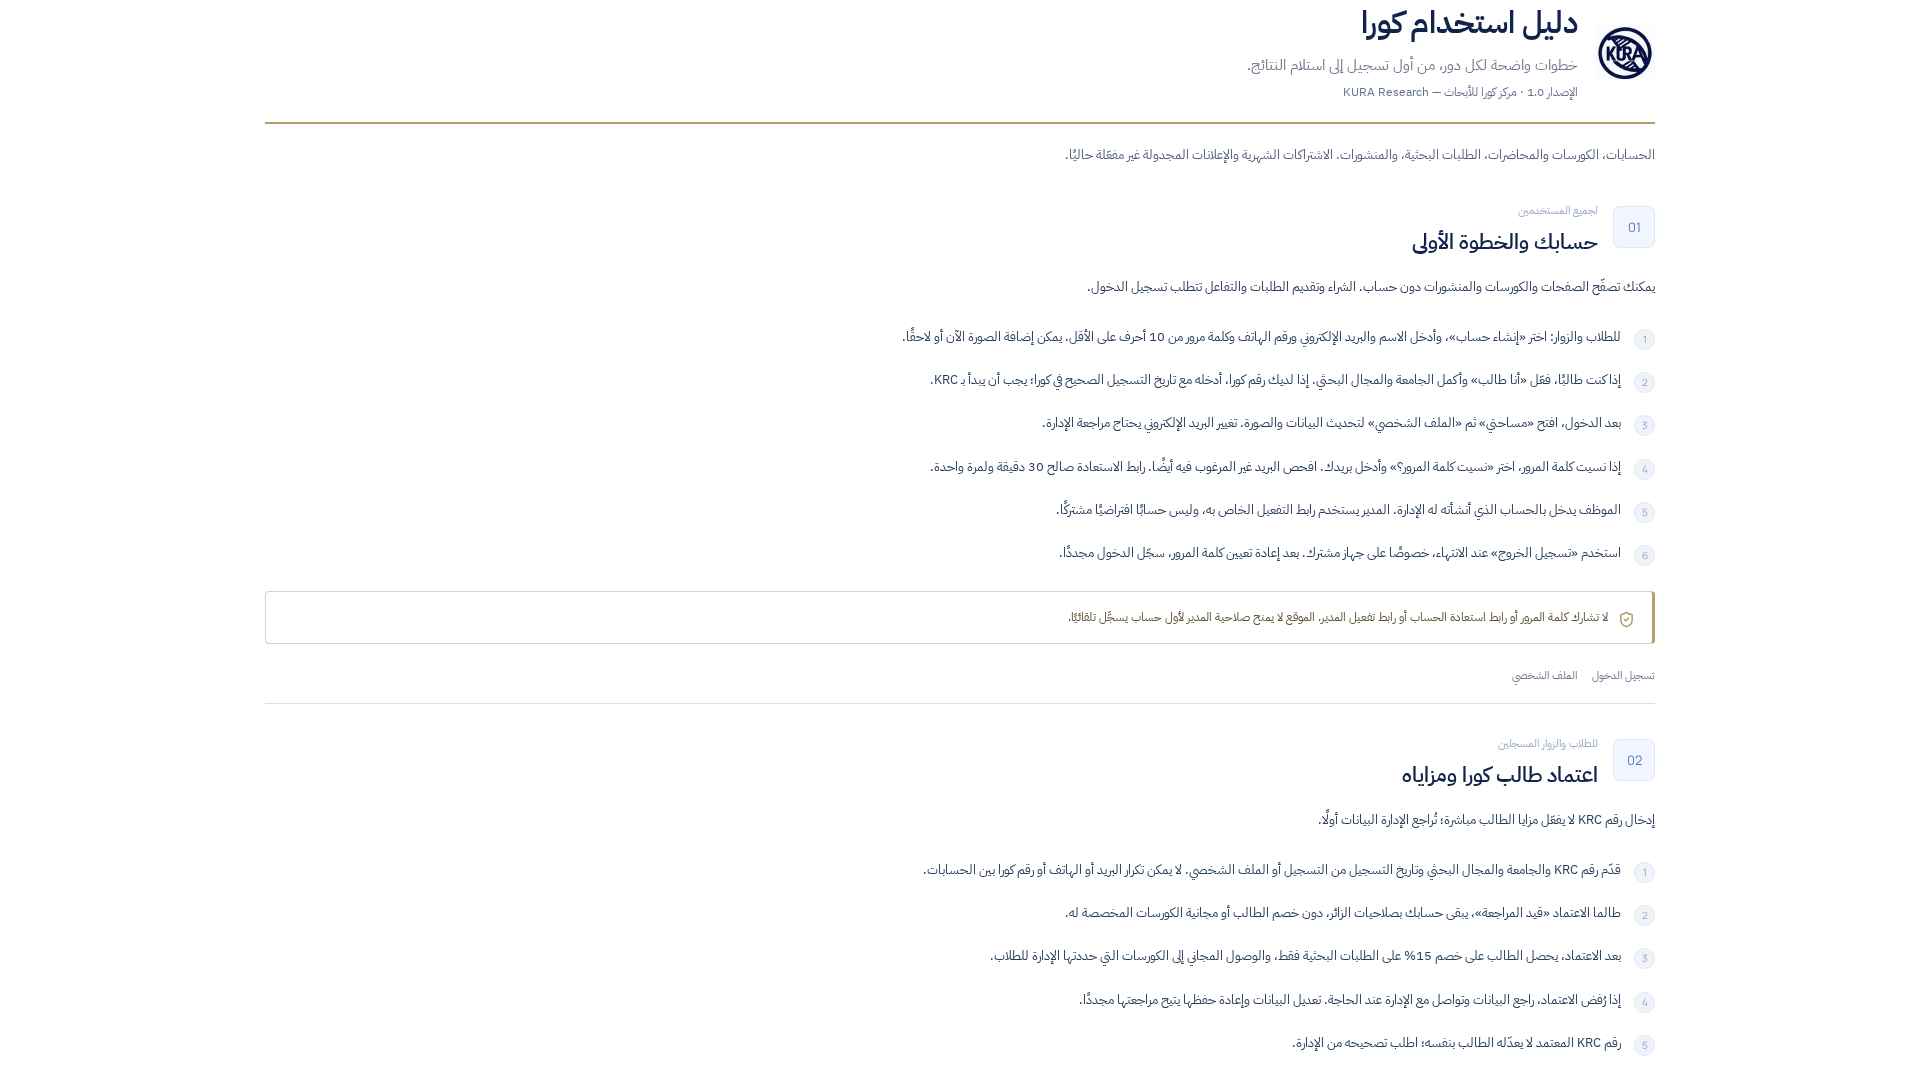 KURA
دليل استخدام كورا
خطوات واضحة لكل دور، من أول تسجيل إلى استلام النتائج.
الإصدار 1.0 · مركز كورا للأبحاث — KURA Research
الحسابات، الكورسات والمحاضرات، الطلبات البحثية، والمنشورات. الاشتراكات الشهرية والإعلانات المجدولة غير مفعّلة حاليًا.
01
لجميع المستخدمين
حسابك والخطوة الأولى
يمكنك تصفّح الصفحات والكورسات والمنشورات دون حساب. الشراء وتقديم الطلبات والتفاعل تتطلب تسجيل الدخول.
1 للطلاب والزوار: اختر «إنشاء حساب»، وأدخل الاسم والبريد الإلكتروني ورقم الهاتف وكلمة مرور من 10 أحرف على الأقل. يمكن إضافة الصورة الآن أو لاحقًا.
2 إذا كنت طالبًا، فعّل «أنا طالب» وأكمل الجامعة والمجال البحثي. إذا لديك رقم كورا، أدخله مع تاريخ التسجيل الصحيح في كورا؛ يجب أن يبدأ بـ KRC.
3 بعد الدخول، افتح «مساحتي» ثم «الملف الشخصي» لتحديث البيانات والصورة. تغيير البريد الإلكتروني يحتاج مراجعة الإدارة.
4 إذا نسيت كلمة المرور، اختر «نسيت كلمة المرور؟» وأدخل بريدك. افحص البريد غير المرغوب فيه أيضًا. رابط الاستعادة صالح 30 دقيقة ولمرة واحدة.
5 الموظف يدخل بالحساب الذي أنشأته له الإدارة. المدير يستخدم رابط التفعيل الخاص به، وليس حسابًا افتراضيًا مشتركًا.
6 استخدم «تسجيل الخروج» عند الانتهاء، خصوصًا على جهاز مشترك. بعد إعادة تعيين كلمة المرور، سجّل الدخول مجددًا.
لا تشارك كلمة المرور أو رابط استعادة الحساب أو رابط تفعيل المدير. الموقع لا يمنح صلاحية المدير لأول حساب يسجَّل تلقائيًا.
تسجيل الدخول الملف الشخصي
02
للطلاب والزوار المسجلين
اعتماد طالب كورا ومزاياه
إدخال رقم KRC لا يفعّل مزايا الطالب مباشرة؛ تُراجع الإدارة البيانات أولًا.
1 قدّم رقم KRC والجامعة والمجال البحثي وتاريخ التسجيل من التسجيل أو الملف الشخصي. لا يمكن تكرار البريد أو الهاتف أو رقم كورا بين الحسابات.
2 طالما الاعتماد «قيد المراجعة»، يبقى حسابك بصلاحيات الزائر، دون خصم الطالب أو مجانية الكورسات المخصصة له.
3 بعد الاعتماد، يحصل الطالب على خصم 15% على الطلبات البحثية فقط، والوصول المجاني إلى الكورسات التي حددتها الإدارة للطلاب.
4 إذا رُفض الاعتماد، راجع البيانات وتواصل مع الإدارة عند الحاجة. تعديل البيانات وإعادة حفظها يتيح مراجعتها مجددًا.
5 رقم KRC المعتمد لا يعدّله الطالب بنفسه؛ اطلب تصحيحه من الإدارة.